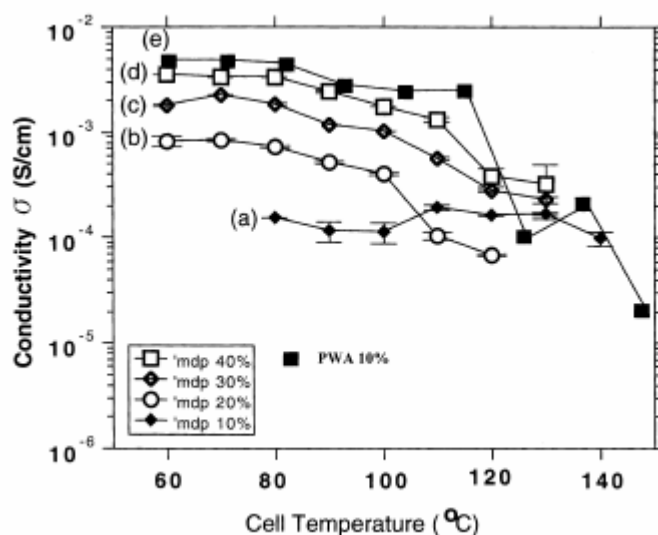 10-2
(e)
(d)
(c)
10-3
(b)
(a)
10-4
10-5
10-6
Conductivity σ (S/cm)
'mdp 40%
'mdp 30%
'mdp 20%
'mdp 10%
PWA 10%
60 80 100 120 140
Cell Temperature (°C)